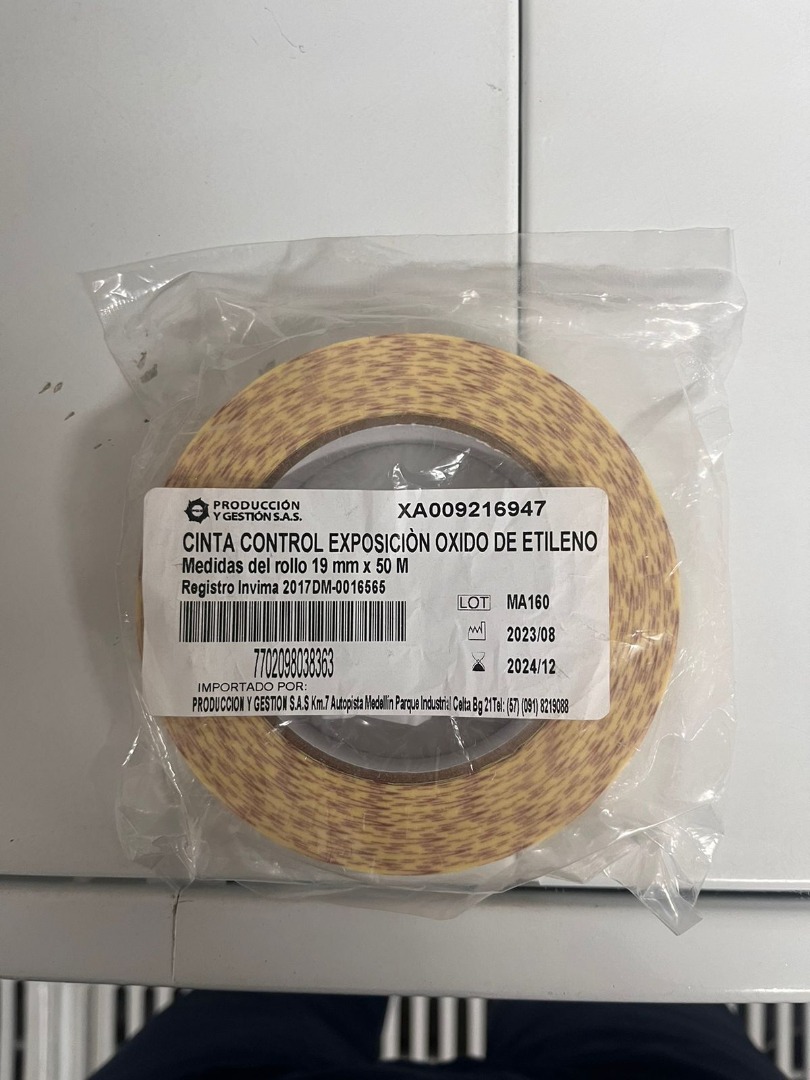 PRODUCCIÓN
Y GESTIÓN S.A.S.
XA009216947
CINTA CONTROL EXPOSICIÒN OXIDO DE ETILENO
Medidas del rollo 19 mm x 50 M
Registro Invima 2017DM-0016565
LOT MA160
2023/08
2024/12
7702098038363
IMPORTADO POR:
PRODUCCION Y GESTION S.A.S Km.7 Autopista Medellin Parque Industrial Celta Bg 21Tel: (57) (091) 8219088